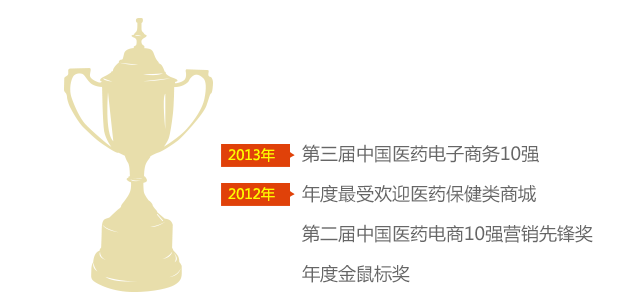 2013年 第三届中国医药电子商务10强
2012年 年度最受欢迎医药保健类商城
第二届中国医药电商10强营销先锋奖
年度金鼠标奖